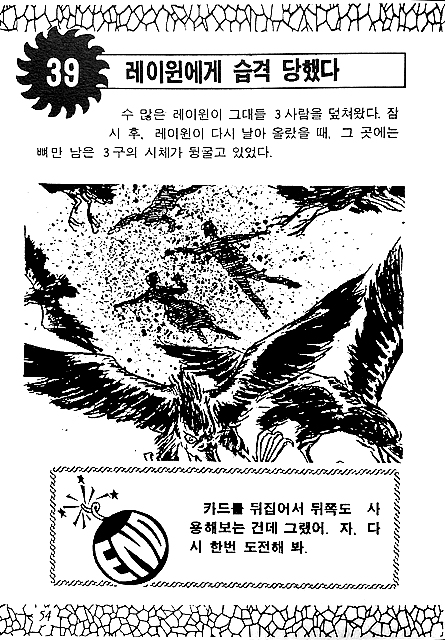 39
레이윈에게 습격 당했다
수 많은 레이윈이 그대들 3사람을 덮쳐왔다. 잠
시 후, 레이윈이 다시 날아 올랐을 때, 그 곳에는
뼈만 남은 3구의 시체가 뒹굴고 있었다.
END
카드를 뒤집어서 뒤쪽도 사
용해보는 건데 그랬어. 자, 다
시 한번 도전해 봐.
54